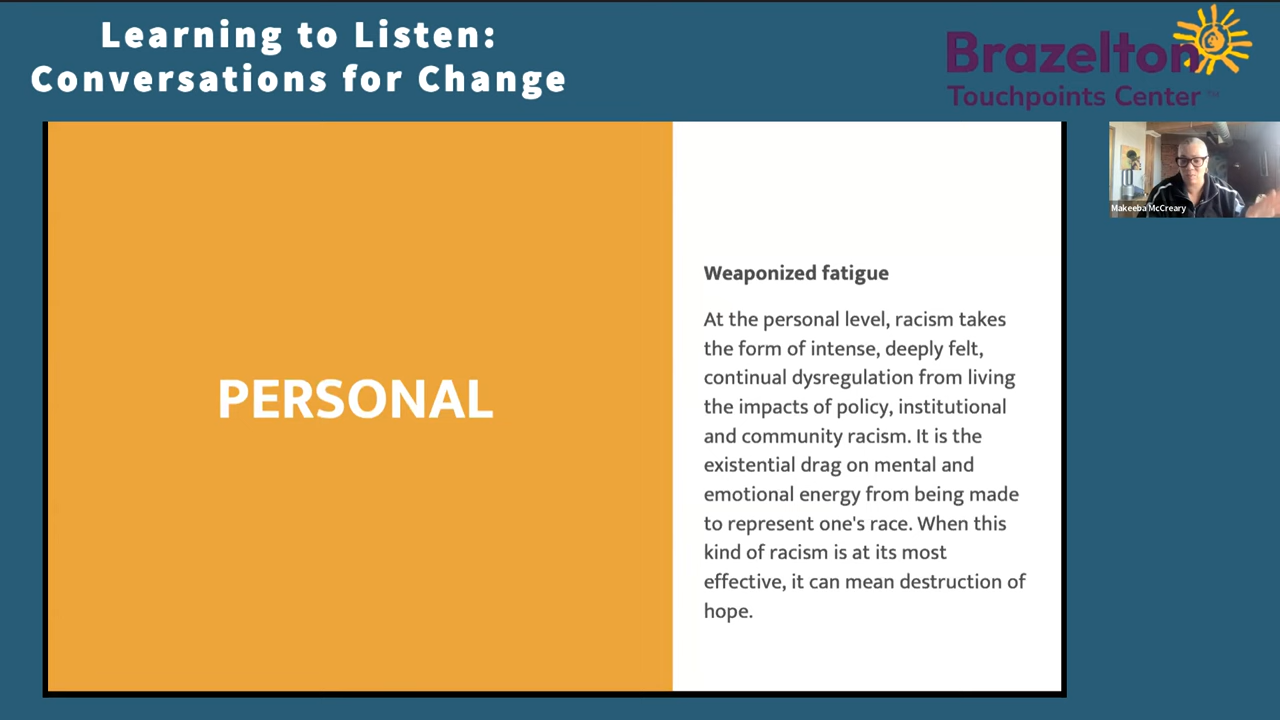 Learning to Listen:
Conversations for Change
Brazelton
Touchpoints Center™
Makeeba McCreary
PERSONAL
Weaponized fatigue
At the personal level, racism takes
the form of intense, deeply felt,
continual dysregulation from living
the impacts of policy, institutional
and community racism. It is the
existential drag on mental and
emotional energy from being made
to represent one's race. When this
kind of racism is at its most
effective, it can mean destruction of
hope.